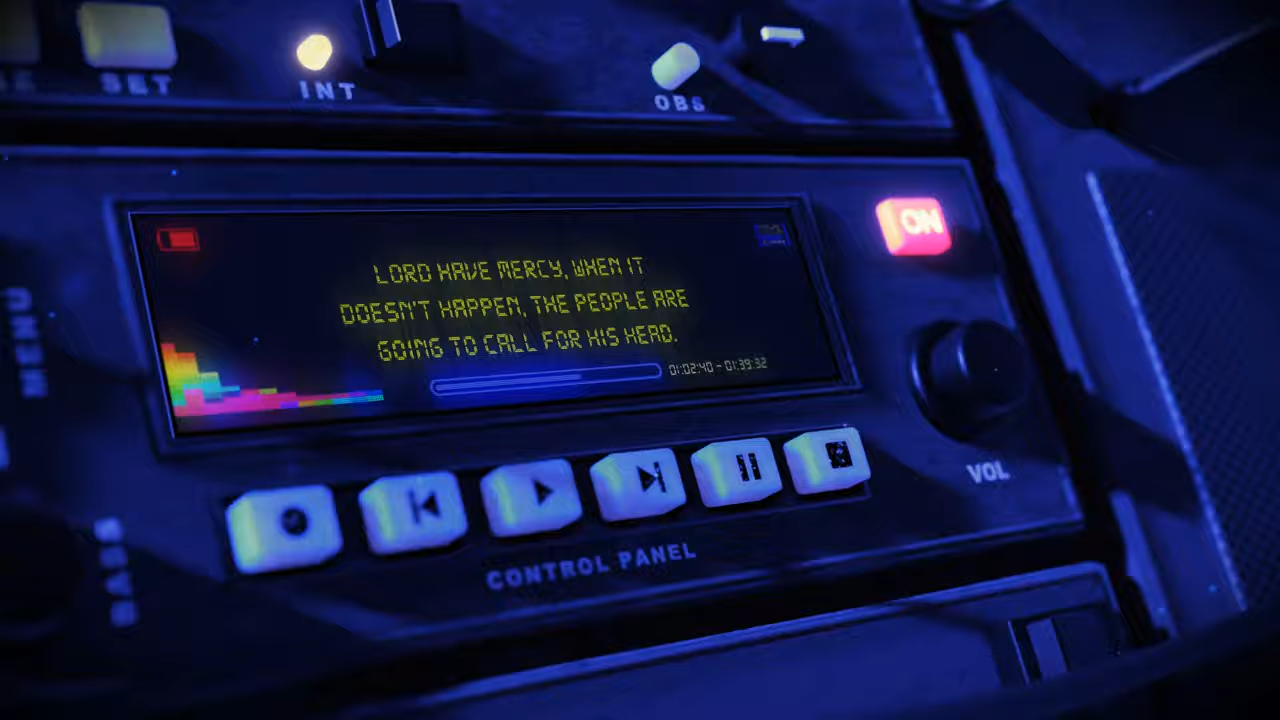 SET
INT
OBS
ON
LORD HAVE MERCY, WHEN IT
DOESN'T HAPPEN, THE PEOPLE ARE
GOING TO CALL FOR HIS HEAD.
01:02:40 - 01:39:32
MENU
VOL
CONTROL PANEL